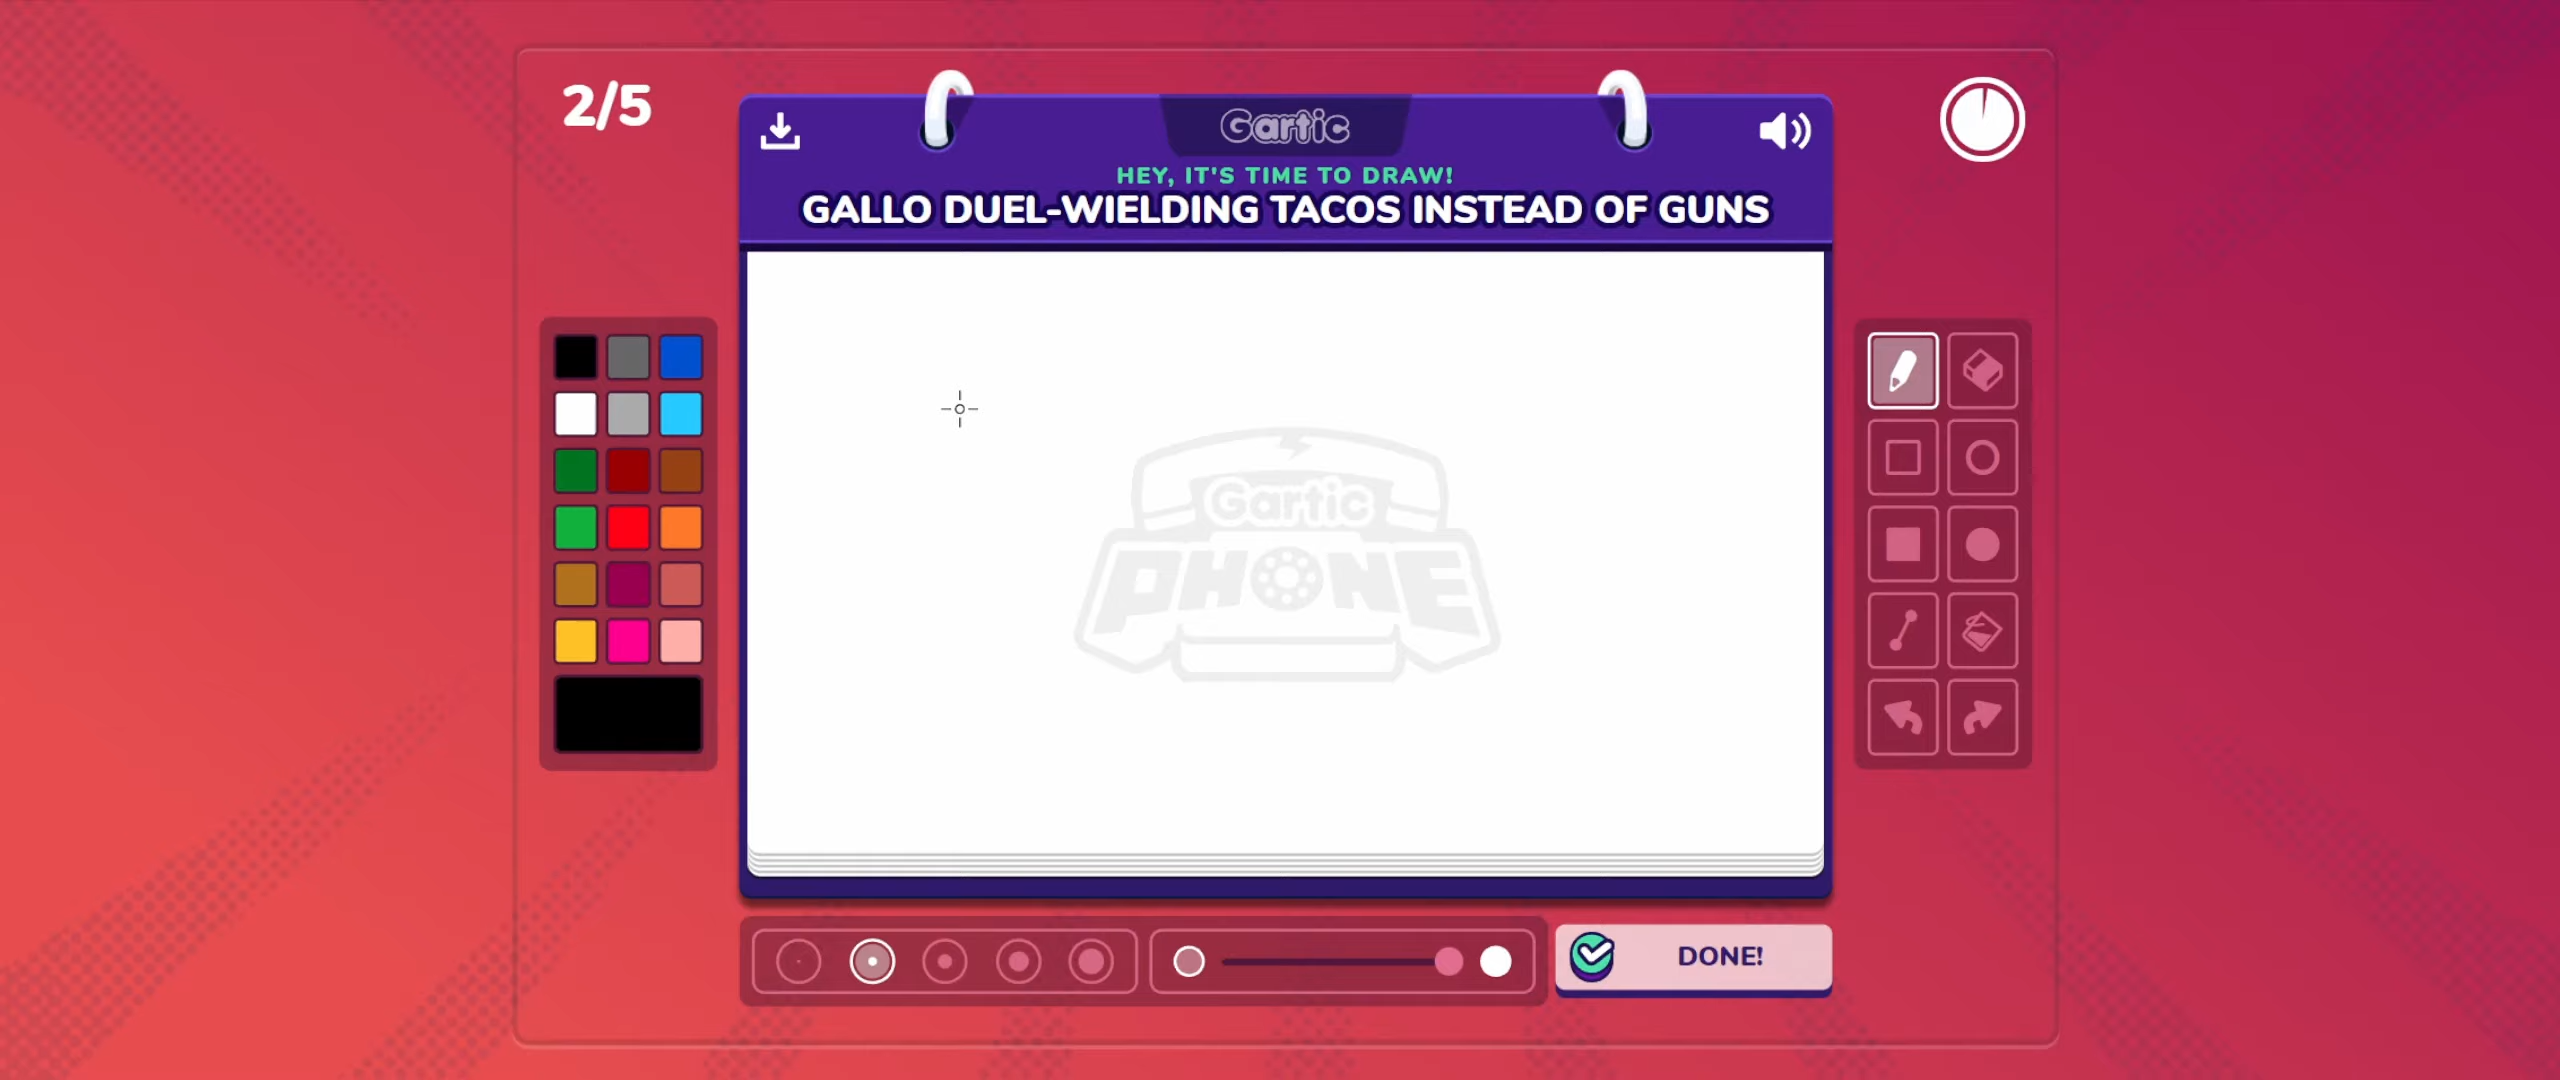 2/5
Gartic
HEY, IT'S TIME TO DRAW!
GALLO DUEL-WIELDING TACOS INSTEAD OF GUNS
Gartic
PHONE
DONE!